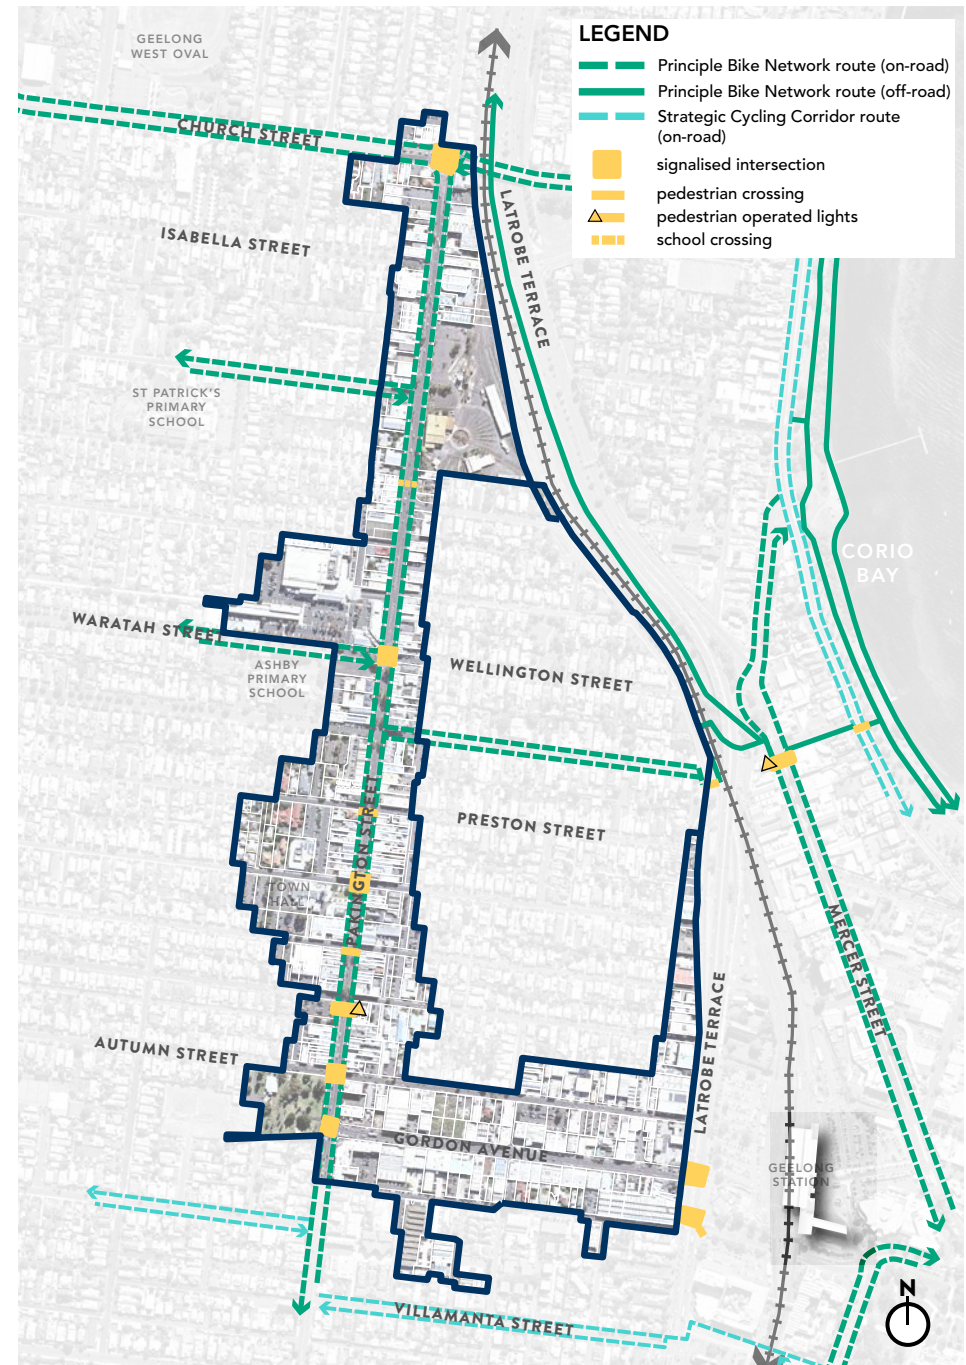 GEELONG
WEST OVAL
LEGEND
Principle Bike Network route (on-road)
Principle Bike Network route (off-road)
Strategic Cycling Corridor route
(on-road)
signalised intersection
pedestrian crossing
pedestrian operated lights
school crossing
CHURCH STREET
ISABELLA STREET
LATROBE TERRACE
ST PATRICK'S
PRIMARY
SCHOOL
CORIO
BAY
WARATAH STREET
ASHBY
PRIMARY
SCHOOL
WELLINGTON STREET
PRESTON STREET
PAKINGTON STREET
TOWN
HALL
MERCER STREET
AUTUMN STREET
LATROBE TERRACE
GORDON AVENUE
GEELONG
STATION
VILLAMANTA STREET
N